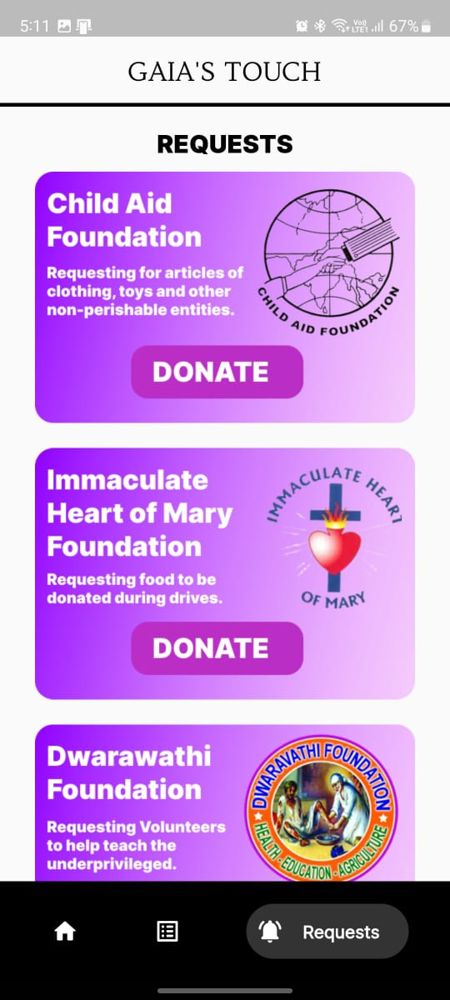 5:11
Vo)) LTE1 67%
GAIA'S TOUCH
REQUESTS
Child Aid
Foundation
Requesting for articles of
clothing, toys and other
non-perishable entities.
CHILD AID FOUNDATION
DONATE
Immaculate
Heart of Mary
Foundation
Requesting food to be
donated during drives.
IMMACULATE HEART
OF MARY
DONATE
Dwarawathi
Foundation
Requesting Volunteers
to help teach the
underprivileged.
DWARAVATHI FOUNDATION
HEALTH - EDUCATION - AGRICULTURE
Requests